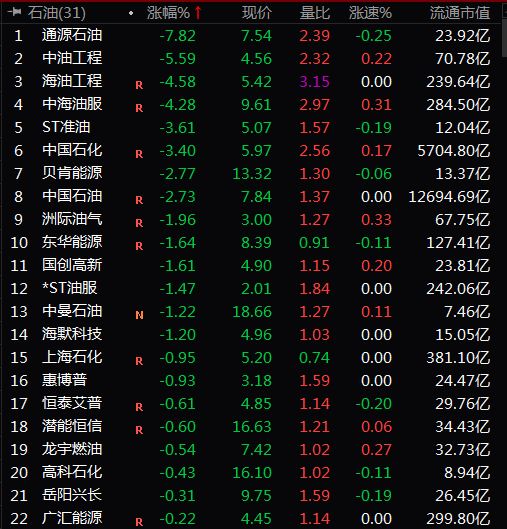 石油(31) • 涨幅%↑ 现价 量比 涨速% 流通市值
1 通源石油 -7.82 7.54 2.39 -0.25 23.92亿
2 中油工程 -5.59 4.56 2.32 0.22 70.78亿
3 海油工程 R -4.58 5.42 3.15 0.00 239.64亿
4 中海油服 R -4.28 9.61 2.97 0.31 284.50亿
5 ST准油 -3.61 5.07 1.57 -0.19 12.04亿
6 中国石化 R -3.40 5.97 2.56 0.17 5704.80亿
7 贝肯能源 -2.77 13.32 1.30 -0.06 13.37亿
8 中国石油 R -2.73 7.84 1.37 0.00 12694.69亿
9 洲际油气 R -1.96 3.00 1.27 0.33 67.75亿
10 东华能源 R -1.64 8.39 0.91 -0.11 127.41亿
11 国创高新 -1.61 4.90 1.15 0.20 23.81亿
12 *ST油服 -1.47 2.01 1.84 0.00 242.06亿
13 中曼石油 N -1.22 18.66 1.27 0.11 7.46亿
14 海默科技 -1.20 4.96 1.03 0.00 15.05亿
15 上海石化 R -0.95 5.20 0.74 0.00 381.10亿
16 惠博普 -0.93 3.18 1.59 0.00 24.47亿
17 恒泰艾普 R -0.61 4.85 1.14 -0.20 29.76亿
18 潜能恒信 R -0.60 16.63 1.21 0.06 34.43亿
19 龙宇燃油 -0.54 7.42 1.02 0.27 32.73亿
20 高科石化 -0.43 16.10 1.02 -0.11 8.94亿
21 岳阳兴长 -0.31 9.75 1.59 -0.19 26.45亿
22 广汇能源 R -0.22 4.45 1.14 0.00 299.80亿